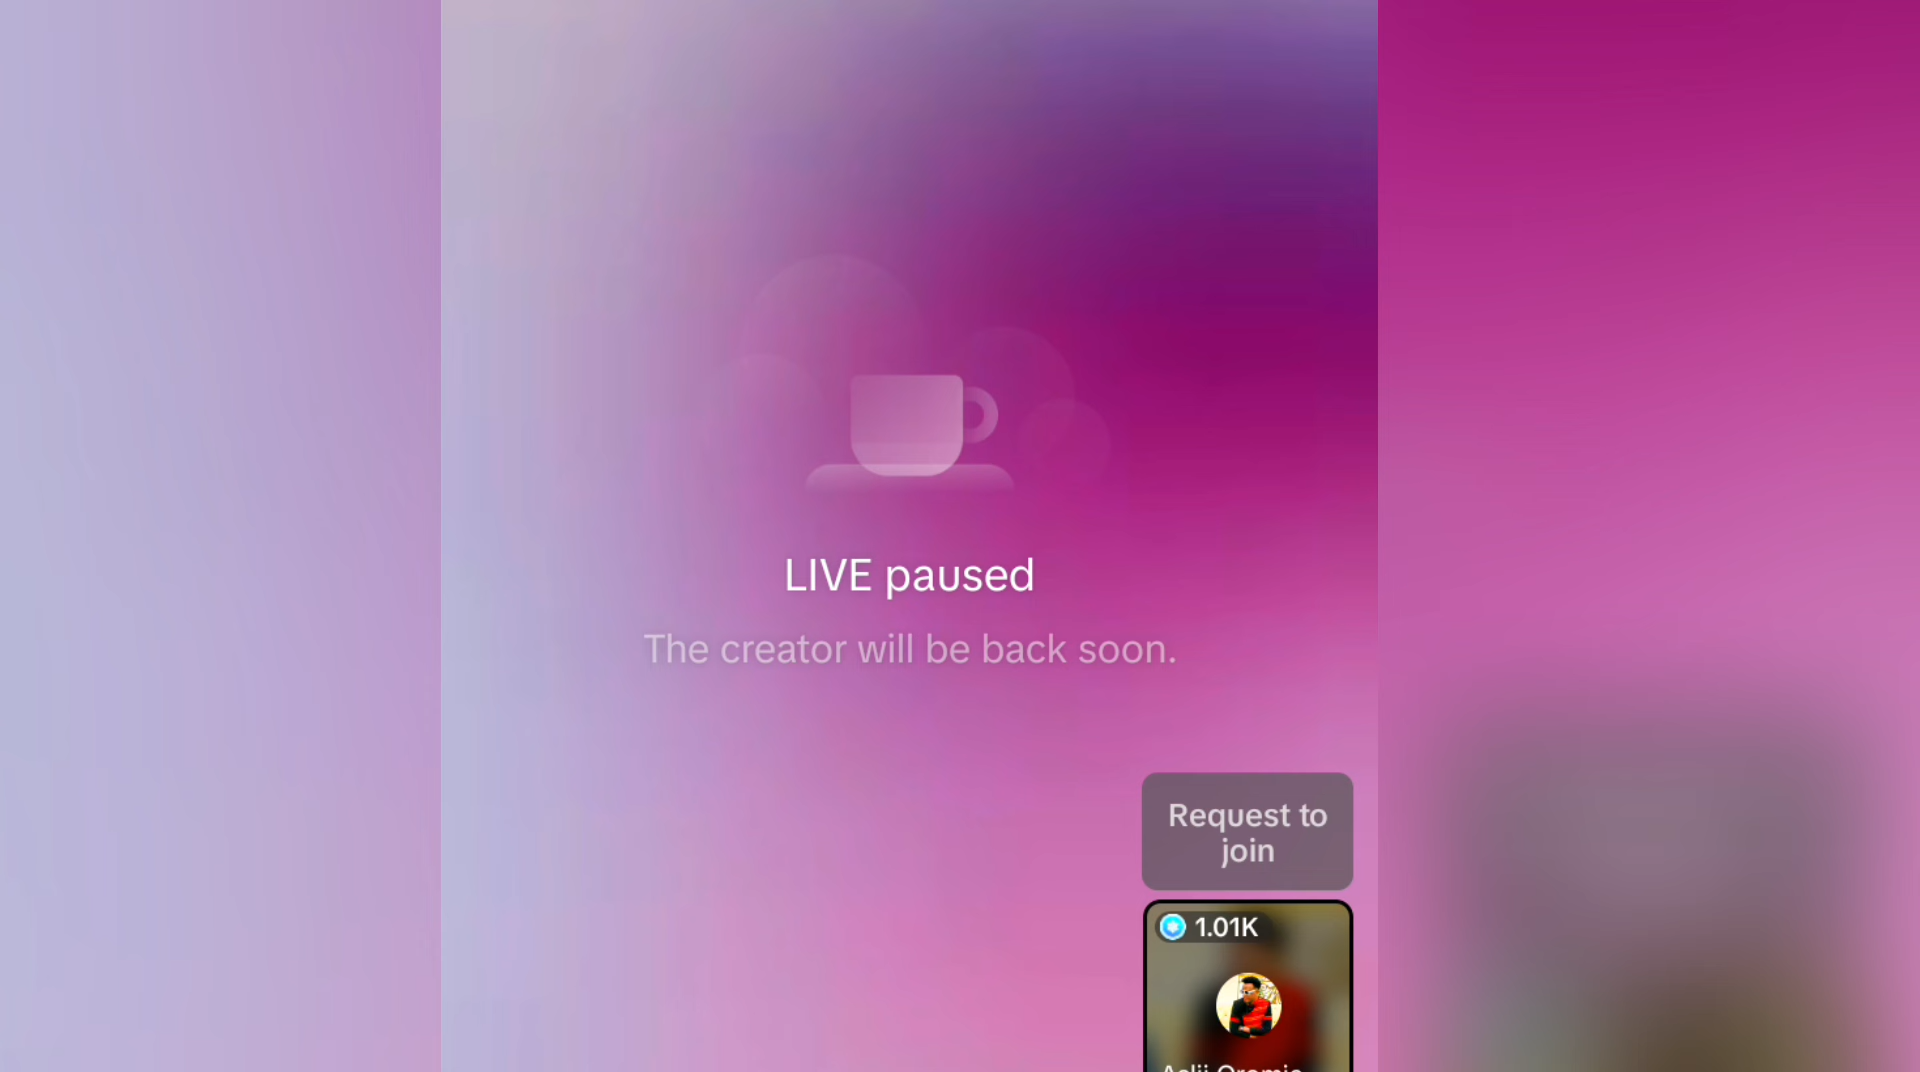 LIVE paused
The creator will be back soon.
Request to
join
1.01K